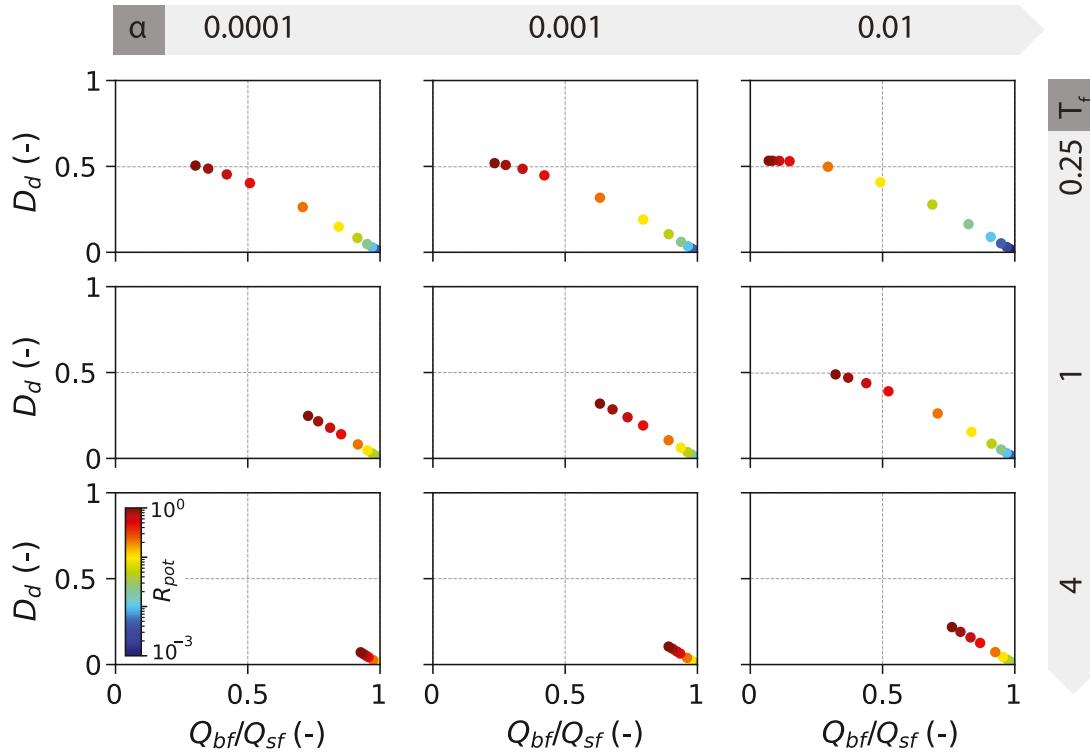 α 0.0001 0.001 0.01
T_f
0.25
1
4
1
0.5
0
D_d (-)
1
0.5
0
D_d (-)
1
0.5
0
D_d (-)
10^0
R_pot
10^-3
0 0.5 1 0 0.5 1 0 0.5 1
Q_bf/Q_sf (-) Q_bf/Q_sf (-) Q_bf/Q_sf (-)